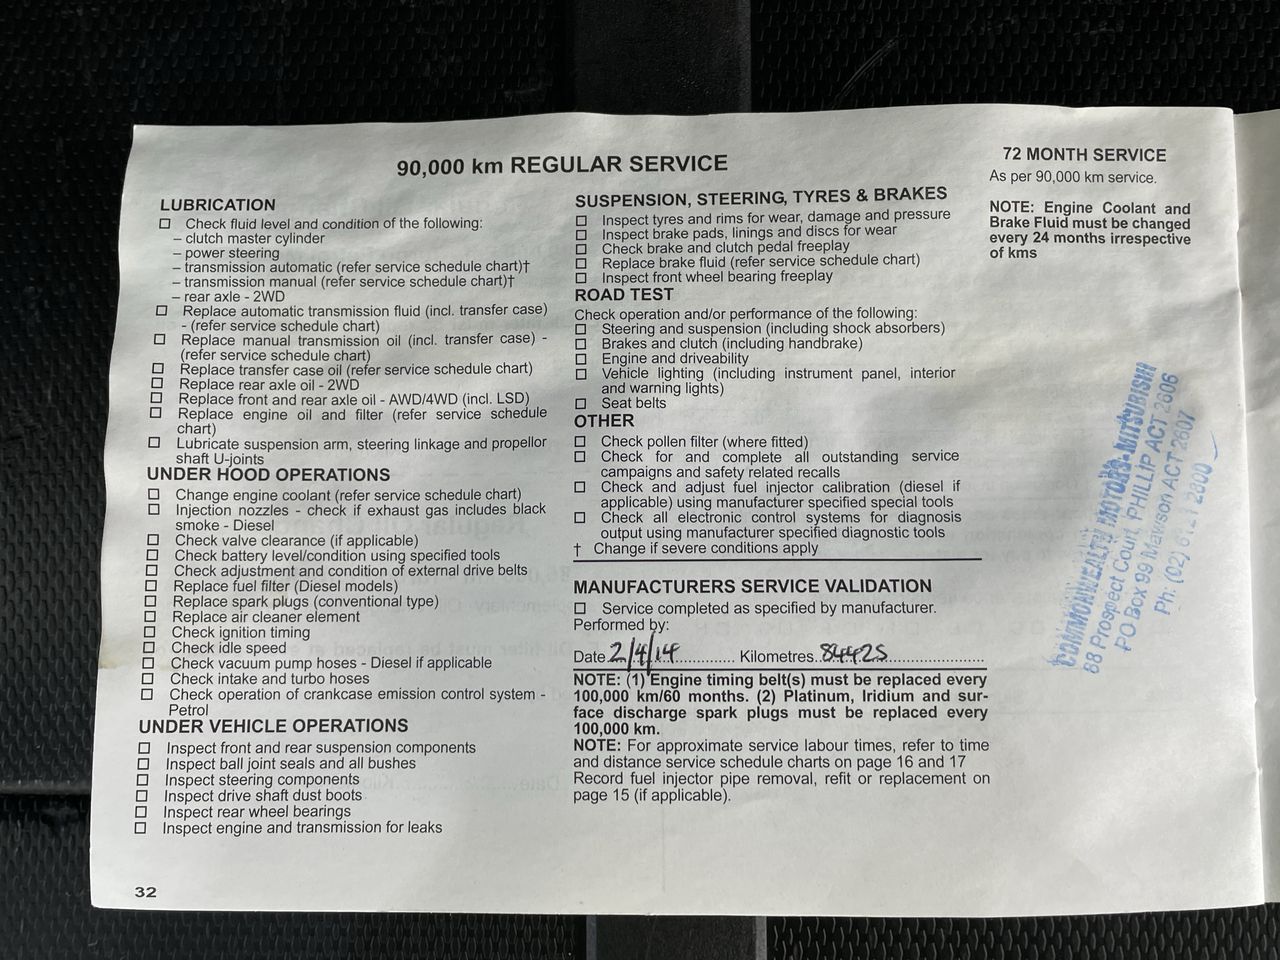 90,000 km REGULAR SERVICE
LUBRICATION
☐ Check fluid level and condition of the following:
– clutch master cylinder
– power steering
– transmission automatic (refer service schedule chart)†
– transmission manual (refer service schedule chart)†
– rear axle - 2WD
☐ Replace automatic transmission fluid (incl. transfer case)
- (refer service schedule chart)
☐ Replace manual transmission oil (incl. transfer case) -
(refer service schedule chart)
☐ Replace transfer case oil (refer service schedule chart)
☐ Replace rear axle oil - 2WD
☐ Replace front and rear axle oil - AWD/4WD (incl. LSD)
☐ Replace engine oil and filter (refer service schedule
chart)
☐ Lubricate suspension arm, steering linkage and propellor
shaft U-joints
UNDER HOOD OPERATIONS
☐ Change engine coolant (refer service schedule chart)
☐ Injection nozzles - check if exhaust gas includes black
smoke - Diesel
☐ Check valve clearance (if applicable)
☐ Check battery level/condition using specified tools
☐ Check adjustment and condition of external drive belts
☐ Replace fuel filter (Diesel models)
☐ Replace spark plugs (conventional type)
☐ Replace air cleaner element
☐ Check ignition timing
☐ Check idle speed
☐ Check vacuum pump hoses - Diesel if applicable
☐ Check intake and turbo hoses
☐ Check operation of crankcase emission control system -
Petrol
UNDER VEHICLE OPERATIONS
☐ Inspect front and rear suspension components
☐ Inspect ball joint seals and all bushes
☐ Inspect steering components
☐ Inspect drive shaft dust boots
☐ Inspect rear wheel bearings
☐ Inspect engine and transmission for leaks
32
SUSPENSION, STEERING, TYRES & BRAKES
☐ Inspect tyres and rims for wear, damage and pressure
☐ Inspect brake pads, linings and discs for wear
☐ Check brake and clutch pedal freeplay
☐ Replace brake fluid (refer service schedule chart)
☐ Inspect front wheel bearing freeplay
ROAD TEST
Check operation and/or performance of the following:
☐ Steering and suspension (including shock absorbers)
☐ Brakes and clutch (including handbrake)
☐ Engine and driveability
☐ Vehicle lighting (including instrument panel, interior
and warning lights)
☐ Seat belts
OTHER
☐ Check pollen filter (where fitted)
☐ Check for and complete all outstanding service
campaigns and safety related recalls
☐ Check and adjust fuel injector calibration (diesel if
applicable) using manufacturer specified special tools
☐ Check all electronic control systems for diagnosis
output using manufacturer specified diagnostic tools
† Change if severe conditions apply
MANUFACTURERS SERVICE VALIDATION
☐ Service completed as specified by manufacturer.
Performed by:
Date 2/4/14 Kilometres 84425
NOTE: (1) Engine timing belt(s) must be replaced every
100,000 km/60 months. (2) Platinum, Iridium and sur-
face discharge spark plugs must be replaced every
100,000 km.
NOTE: For approximate service labour times, refer to time
and distance service schedule charts on page 16 and 17
Record fuel injector pipe removal, refit or replacement on
page 15 (if applicable).
72 MONTH SERVICE
As per 90,000 km service.
NOTE: Engine Coolant and
Brake Fluid must be changed
every 24 months irrespective
of kms
COMMONWEALTH MOTORS-MITSUBISHI
68 Prospect Court, PHILLIP ACT 2606
PO Box 99 Mawson ACT 2607
Ph: (02)